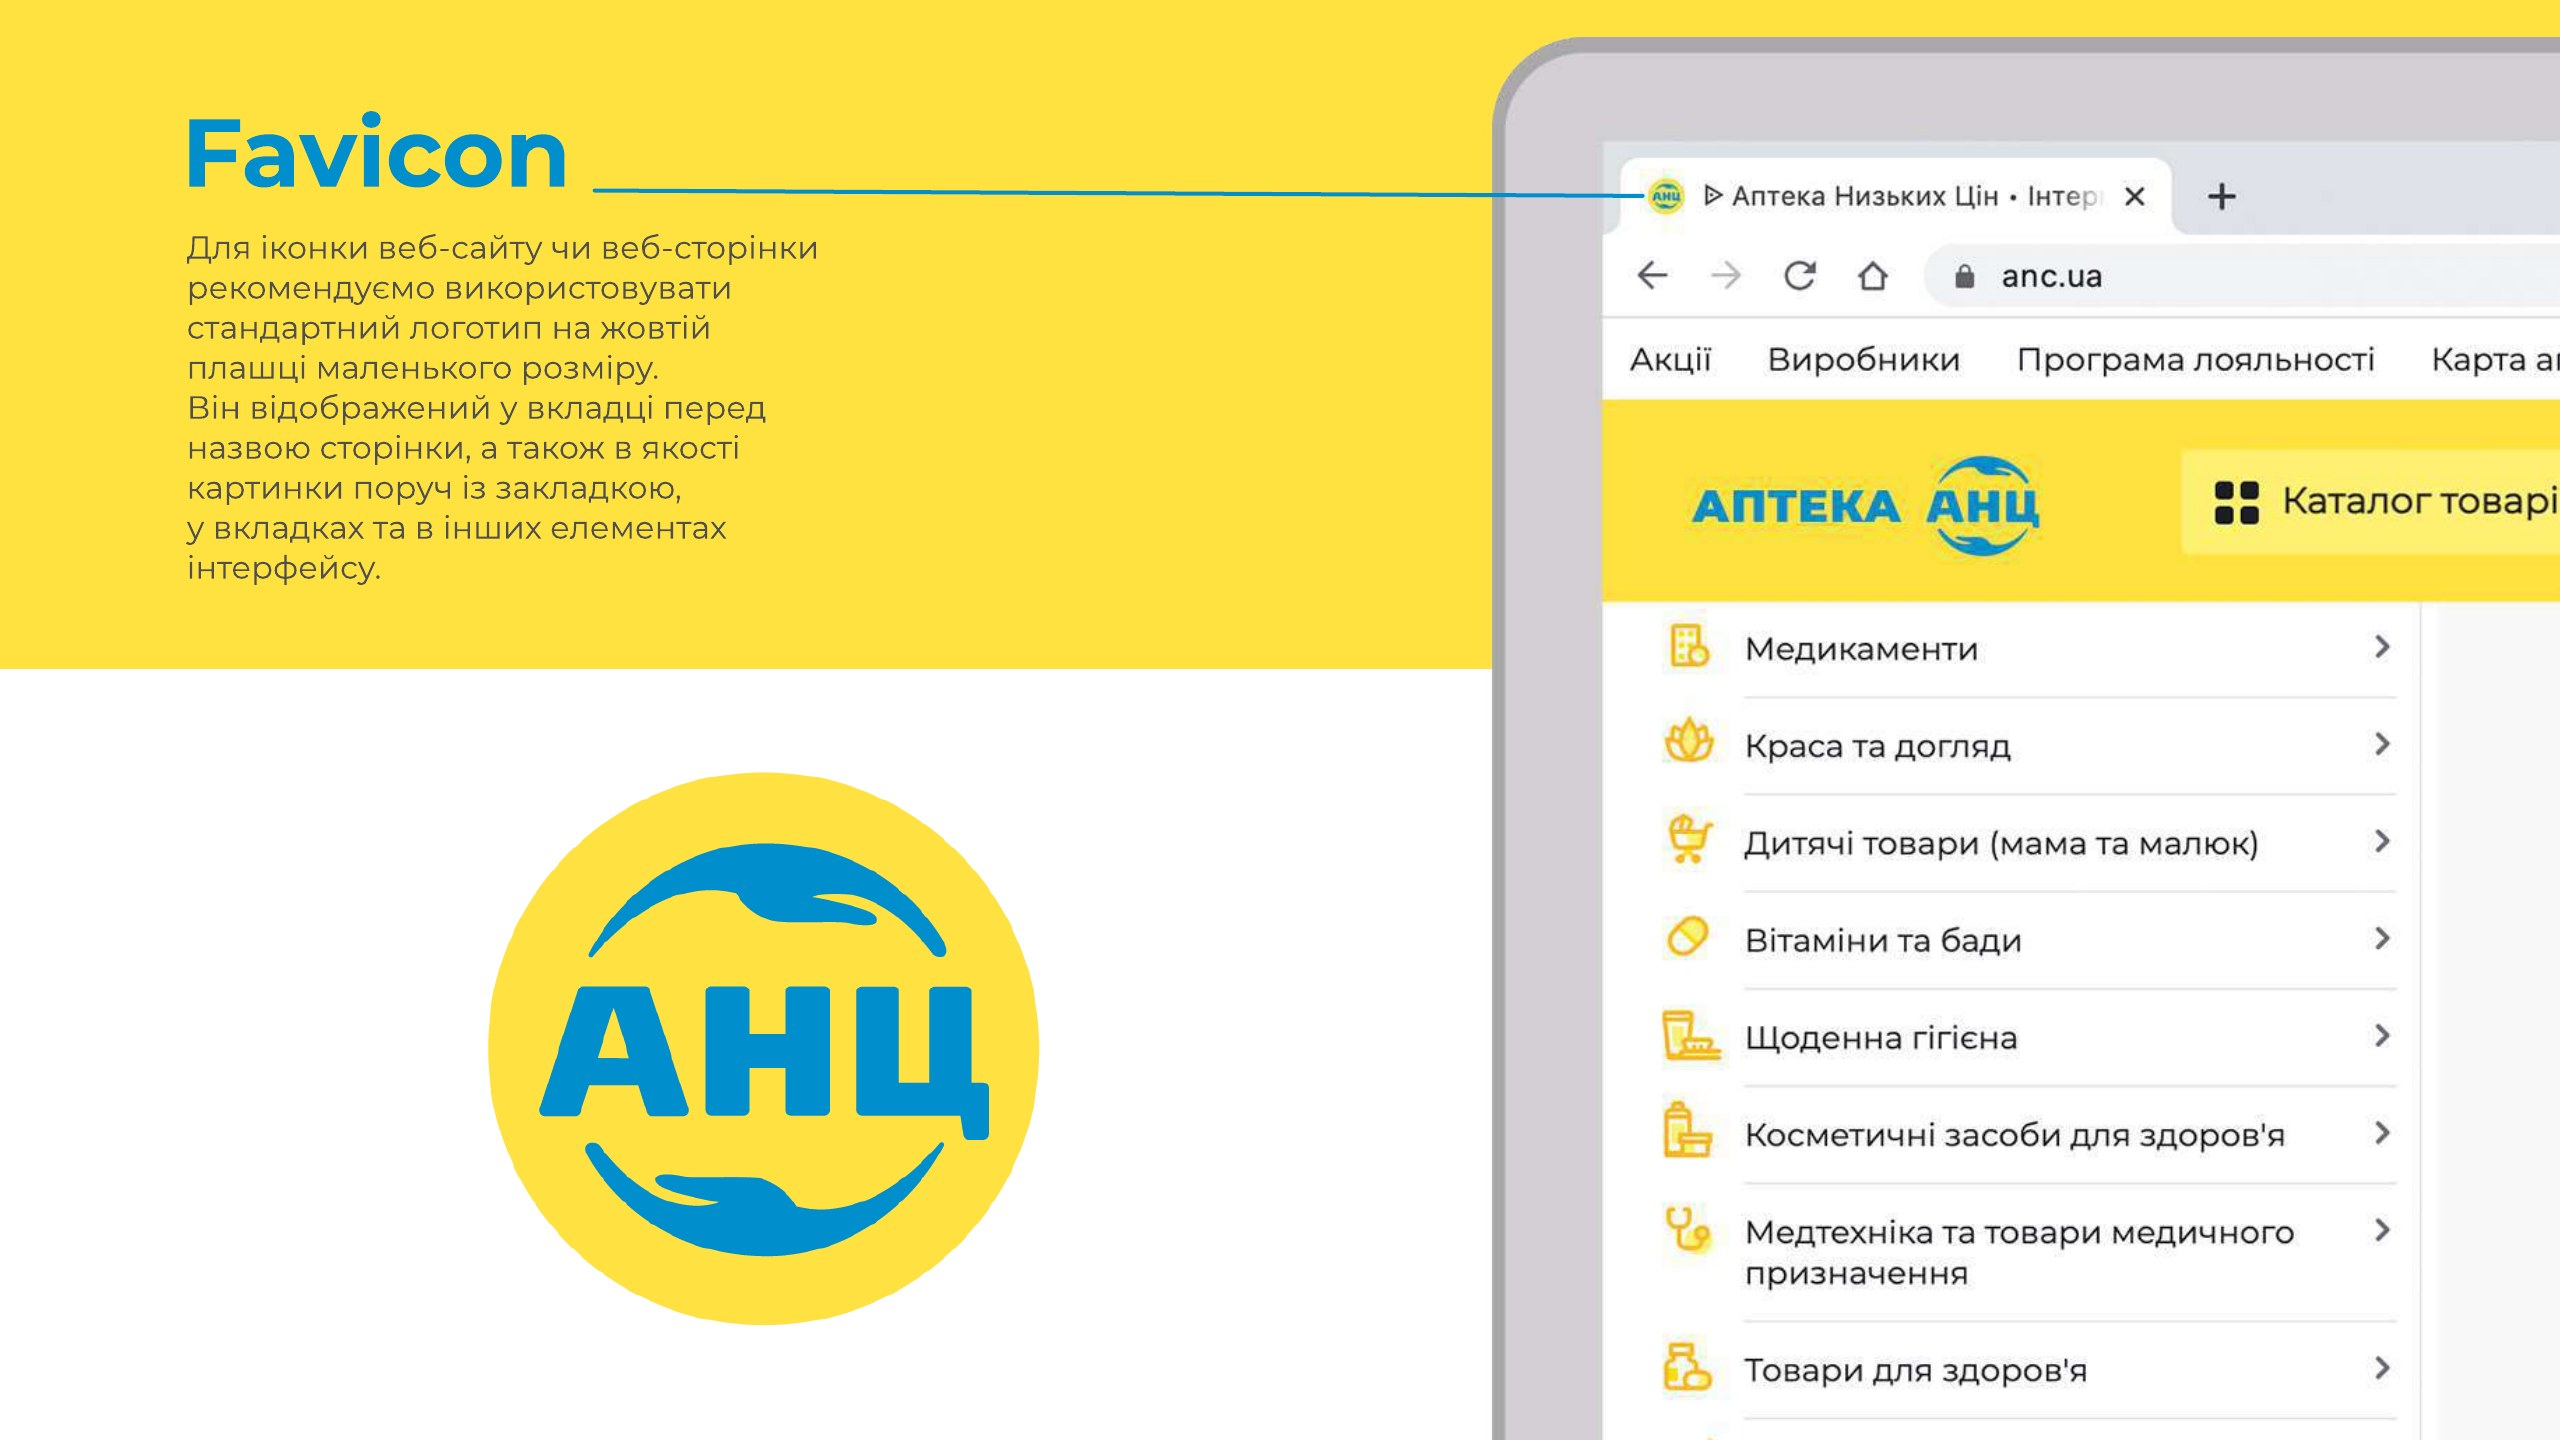 Favicon
Для іконки веб-сайту чи веб-сторінки
рекомендуємо використовувати
стандартний логотип на жовтій
плашці маленького розміру.
Він відображений у вкладці перед
назвою сторінки, а також в якості
картинки поруч із закладкою,
у вкладках та в інших елементах
інтерфейсу.
АНЦ
АНЦ Аптека Низьких Цін • Інтер
anc.ua
Акції Виробники Програма лояльності Карта
АПТЕКА АНЦ Каталог товарі
Медикаменти
Краса та догляд
Дитячі товари (мама та малюк)
Вітаміни та бади
Щоденна гігієна
Косметичні засоби для здоров'я
Медтехніка та товари медичного
призначення
Товари для здоров'я